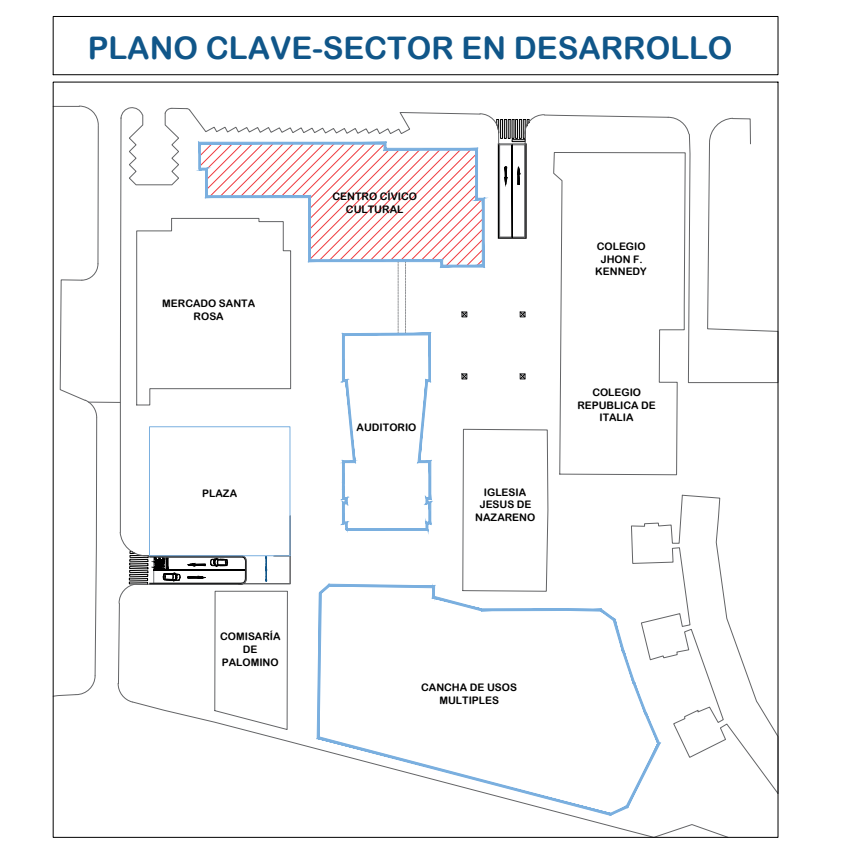 PLANO CLAVE-SECTOR EN DESARROLLO
CENTRO CÍVICO
CULTURAL
COLEGIO
JHON F.
KENNEDY
MERCADO SANTA
ROSA
COLEGIO
REPUBLICA DE
ITALIA
AUDITORIO
PLAZA
IGLESIA
JESUS DE
NAZARENO
COMISARÍA
DE
PALOMINO
CANCHA DE USOS
MULTIPLES